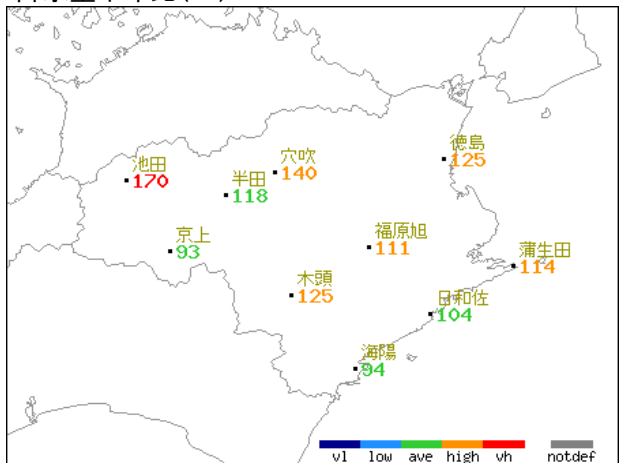 徳島
125
穴吹
140
池田
170
半田
118
福原旭
111
京上
93
蒲生田
114
木頭
125
日和佐
104
海陽
94
vl low ave high vh notdef